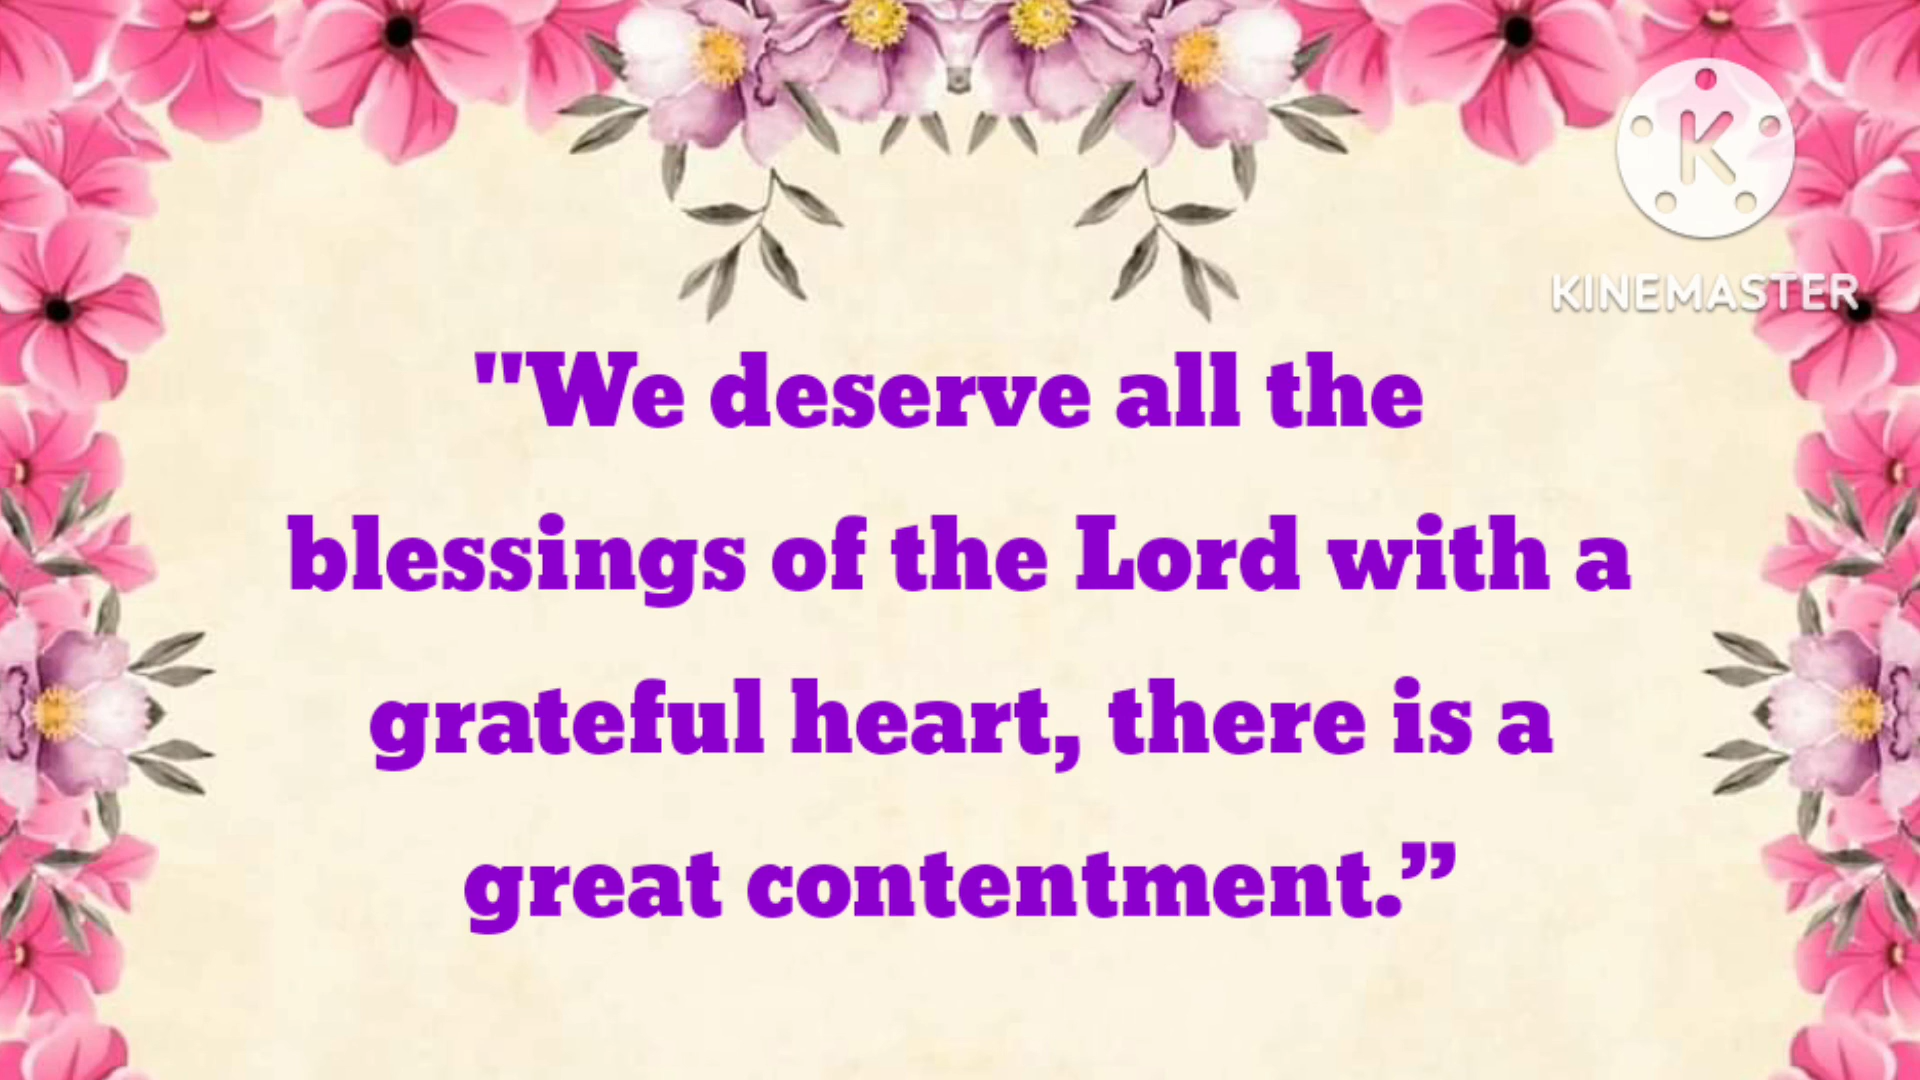 K
KINEMASTER
"We deserve all the
blessings of the Lord with a
grateful heart, there is a
great contentment.”